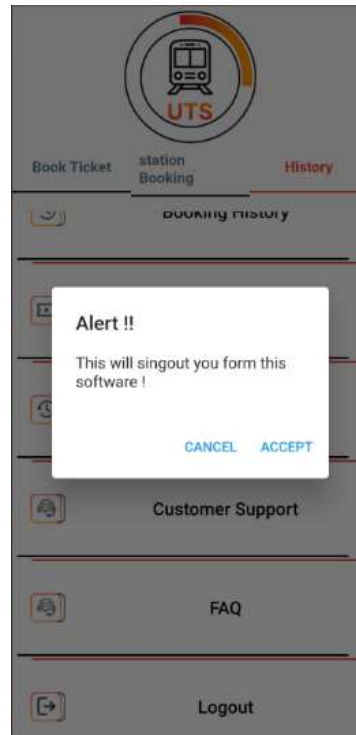 UTS
Book Ticket
station
Booking
History
Booking History
Alert !!
This will singout you form this
software !
CANCEL
ACCEPT
Customer Support
FAQ
Logout